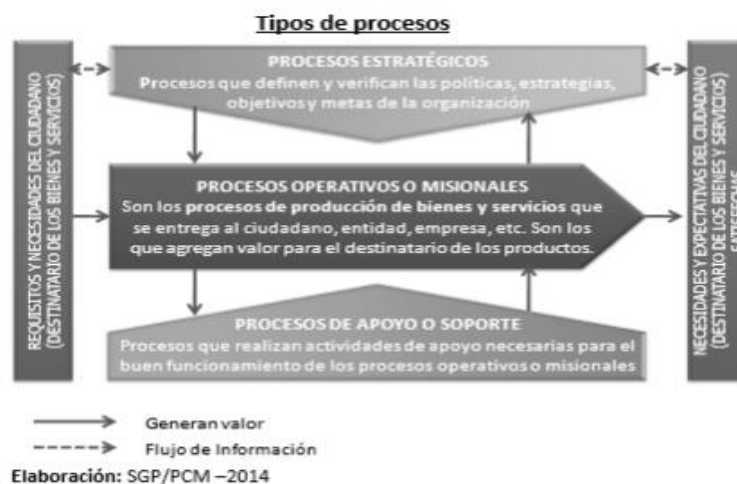 Tipos de procesos
REQUISITOS Y NECESIDADES DEL CIUDADANO
(DESTINATARIO DE LOS BIENES Y SERVICIOS)
PROCESOS ESTRATÉGICOS
Procesos que definen y verifican las políticas, estrategias,
objetivos y metas de la organización
PROCESOS OPERATIVOS O MISIONALES
Son los procesos de producción de bienes y servicios que
se entrega al ciudadano, entidad, empresa, etc. Son los
que agregan valor para el destinatario de los productos.
PROCESOS DE APOYO O SOPORTE
Procesos que realizan actividades de apoyo necesarias para el
buen funcionamiento de los procesos operativos o misionales
NECESIDADES Y EXPECTATIVAS DEL CIUDADANO
(DESTINATARIO DE LOS BIENES Y SERVICIOS)
SATISFECHAS
Generan valor
Flujo de Información
Elaboración: SGP/PCM –2014